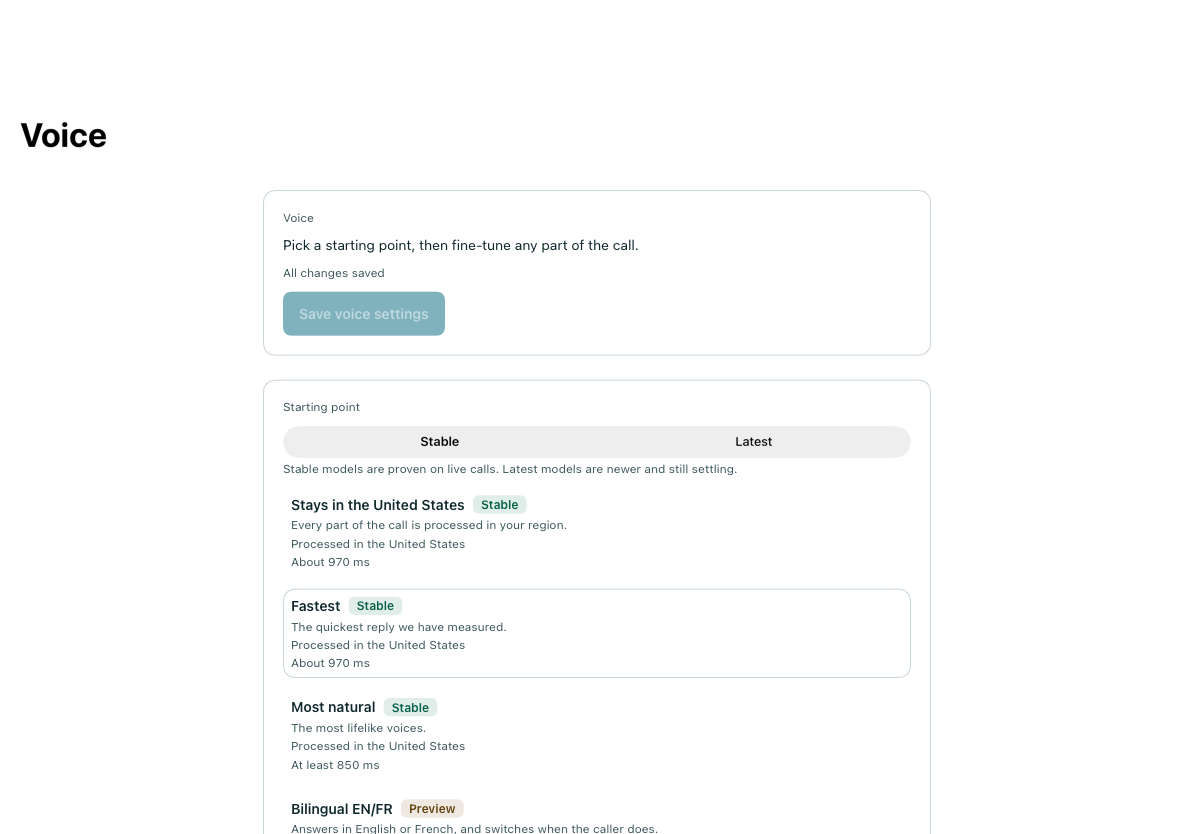 Voice
Voice
Pick a starting point, then fine-tune any part of the call.
All changes saved
Save voice settings
Starting point
Stable Latest
Stable models are proven on live calls. Latest models are newer and still settling.
Stays in the United States Stable
Every part of the call is processed in your region.
Processed in the United States
About 970 ms
Fastest Stable
The quickest reply we have measured.
Processed in the United States
About 970 ms
Most natural Stable
The most lifelike voices.
Processed in the United States
At least 850 ms
Bilingual EN/FR Preview
Answers in English or French, and switches when the caller does.